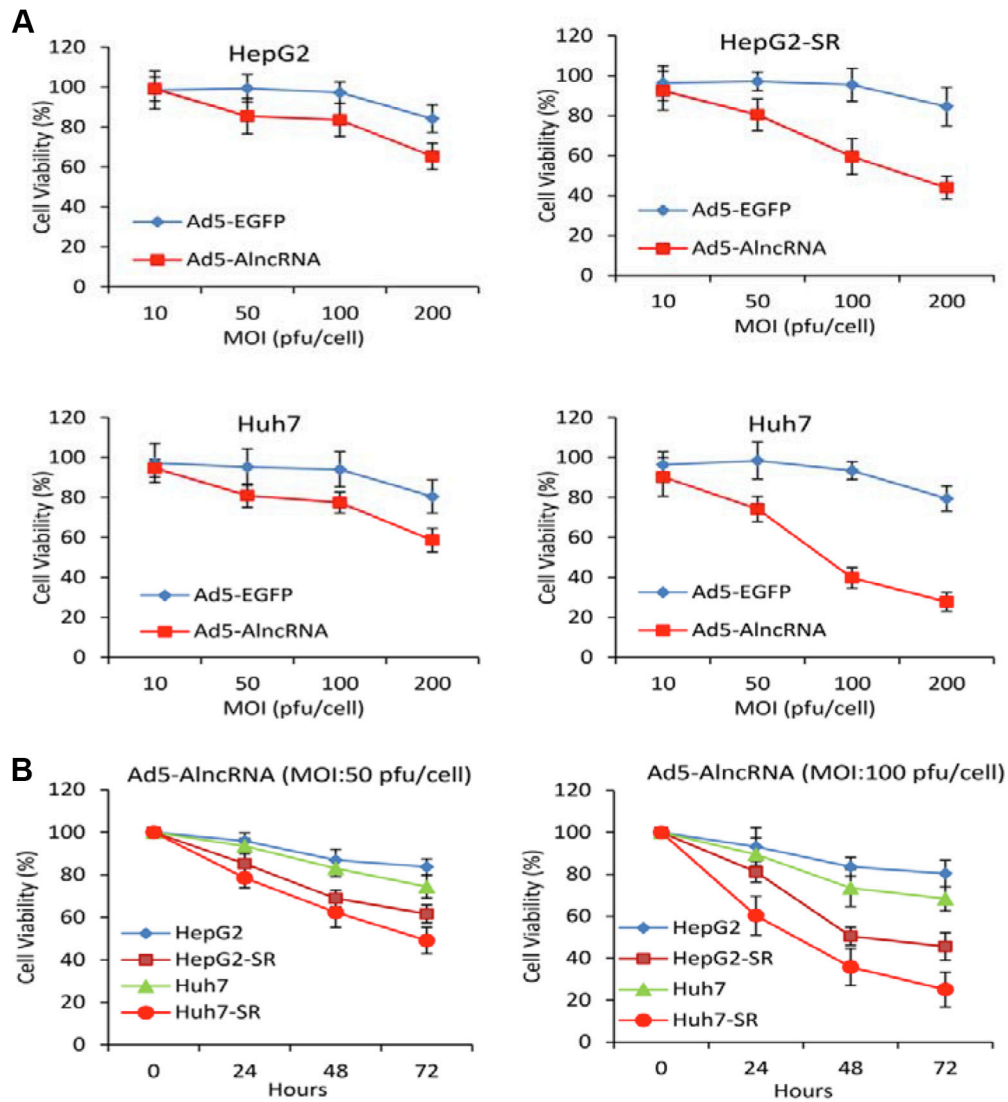 A
HepG2
Cell Viability (%)
120
100
80
60
40
20
0
Ad5-EGFP
Ad5-AlncRNA
10 50 100 200
MOI (pfu/cell)
HepG2-SR
Cell Viability (%)
120
100
80
60
40
20
0
Ad5-EGFP
Ad5-AlncRNA
10 50 100 200
MOI (pfu/cell)
Huh7
Cell Viability (%)
120
100
80
60
40
20
0
Ad5-EGFP
Ad5-AlncRNA
10 50 100 200
MOI (pfu/cell)
Huh7
Cell Viability (%)
120
100
80
60
40
20
0
Ad5-EGFP
Ad5-AlncRNA
10 50 100 200
MOI (pfu/cell)
B
Ad5-AlncRNA (MOI:50 pfu/cell)
Cell Viability (%)
120
100
80
60
40
20
0
HepG2
HepG2-SR
Huh7
Huh7-SR
0 24 48 72
Hours
Ad5-AlncRNA (MOI:100 pfu/cell)
Cell Viability (%)
120
100
80
60
40
20
0
HepG2
HepG2-SR
Huh7
Huh7-SR
0 24 48 72
Hours